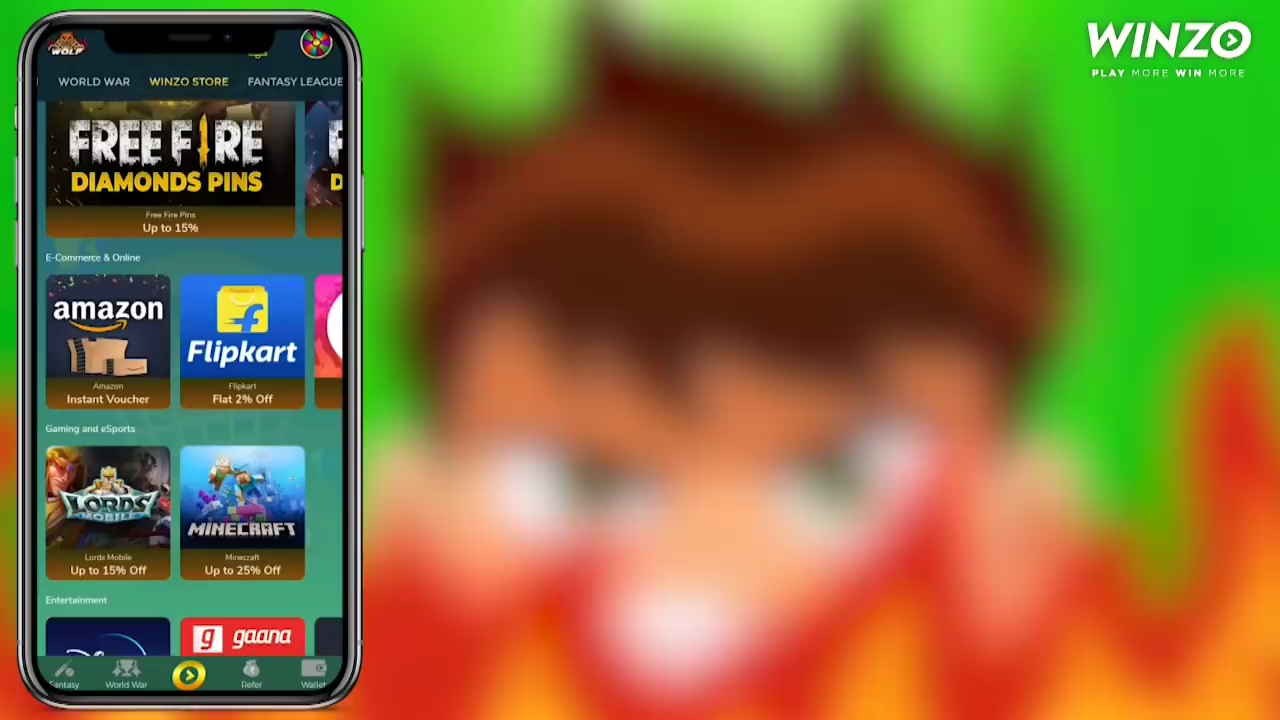 WINZO
PLAY MORE WIN MORE
WOLF
WORLD WAR
WINZO STORE
FANTASY LEAGUE
FREE FIRE
DIAMONDS PINS
Free Fire Pins
Up to 15%
E-Commerce & Online
amazon
Flipkart
Amazon
Instant Voucher
Flipkart
Flat 2% Off
Gaming and eSports
LORDS
MOBILE
MINECRAFT
Lords Mobile
Up to 15% Off
Minecraft
Up to 25% Off
Entertainment
g gaana
Fantasy
World War
Refer
Wallet